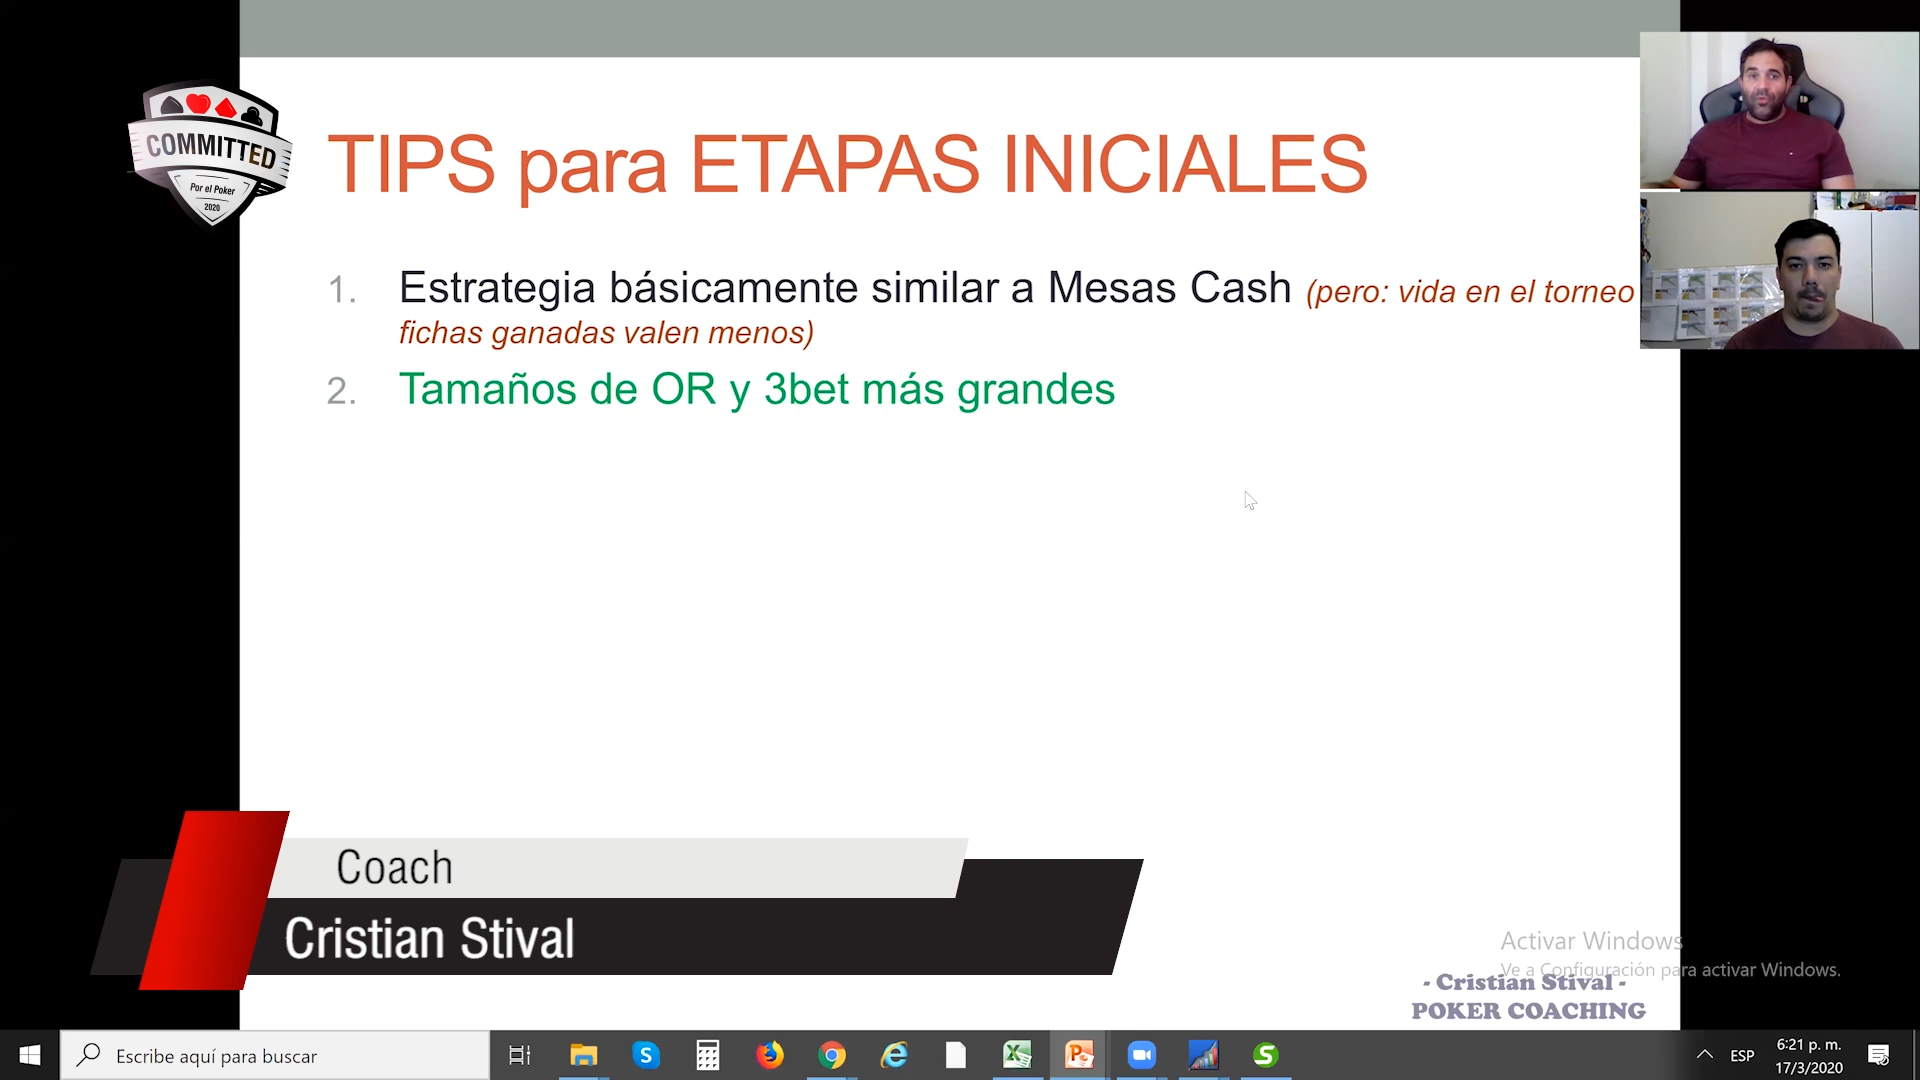 COMMITTED
Por el Poker
2020
TIPS para ETAPAS INICIALES
1. Estrategia básicamente similar a Mesas Cash (pero: vida en el torneo
fichas ganadas valen menos)
2. Tamaños de OR y 3bet más grandes
Coach
Cristian Stival
Activar Windows
Ve a Configuración para activar Windows.
- Cristian Stival -
POKER COACHING
Escribe aquí para buscar
ESP
6:21 p. m.
17/3/2020